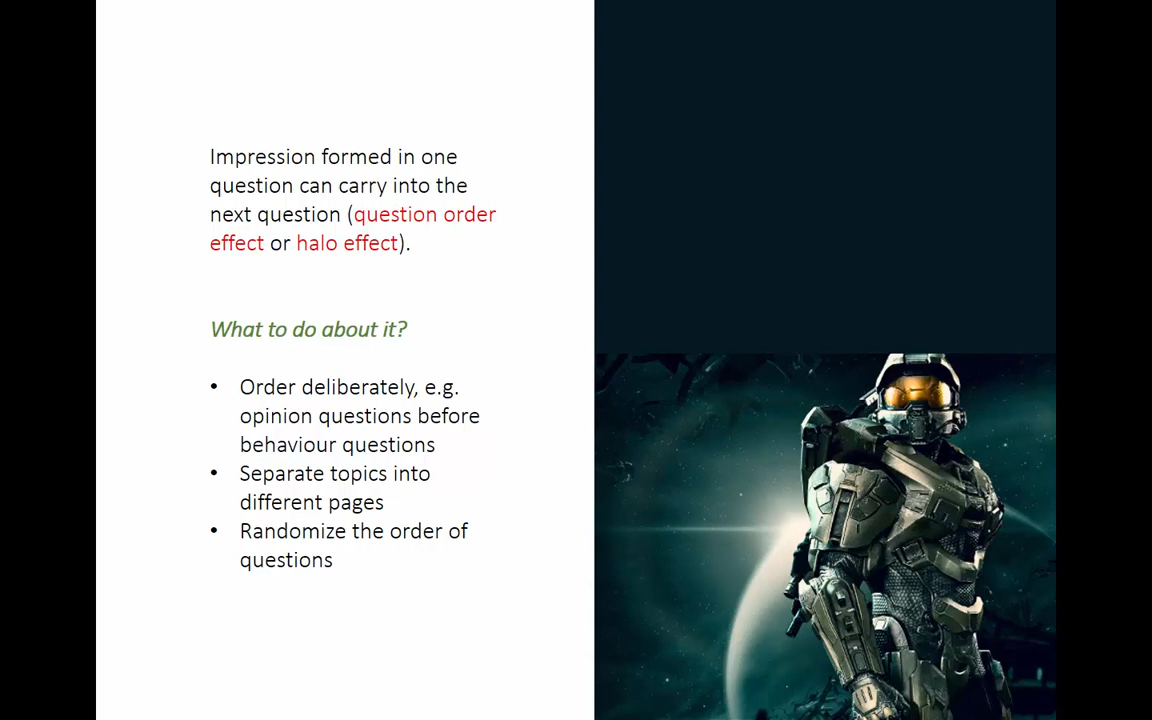 Impression formed in one
question can carry into the
next question (question order
effect or halo effect).
What to do about it?
• Order deliberately, e.g.
opinion questions before
behaviour questions
• Separate topics into
different pages
• Randomize the order of
questions